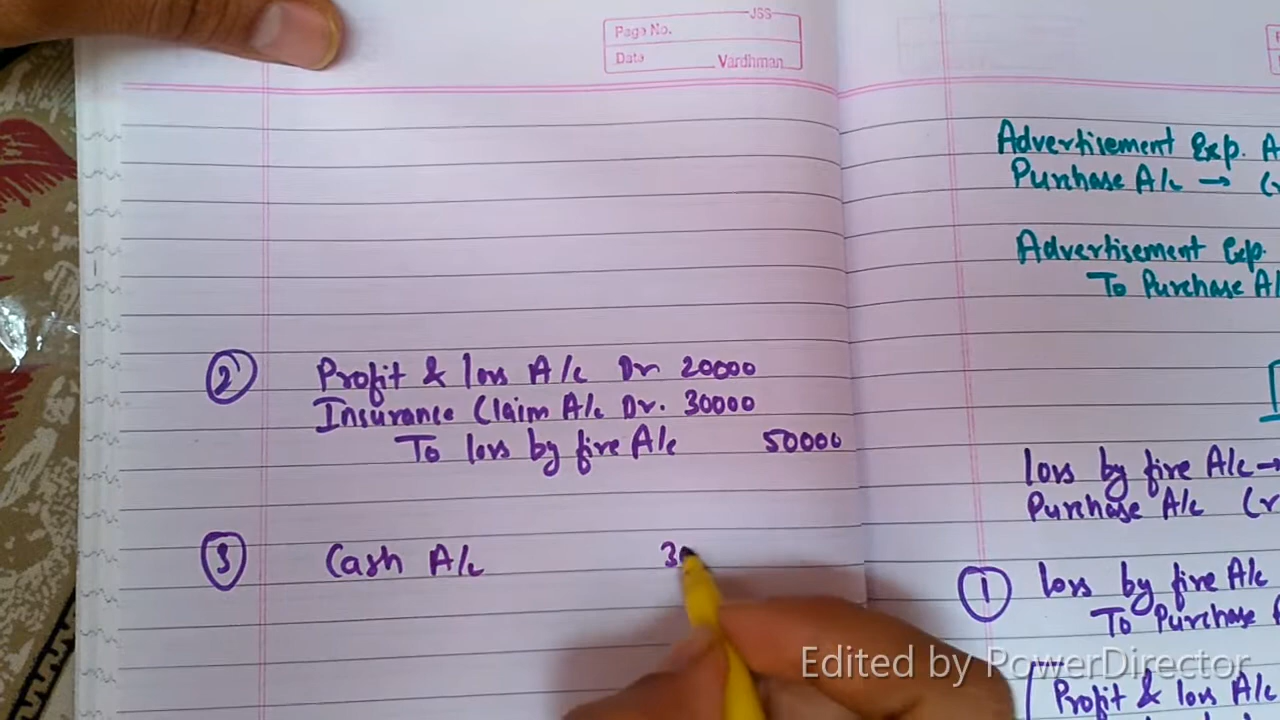 JSS
Page No.
Date
Vardhman
② Profit & loss A/c Dr 20000
Insurance Claim A/c Dr. 30000
To loss by fire A/c 50000
③ Cash A/c 30
Advertisement Exp. A
Purchase A/c →
Advertisement Exp.
To Purchase A/
loss by fire A/c →
Purchase A/c
① loss by fire A/c
To Purchase
Profit & loss A/c
Edited by PowerDirector